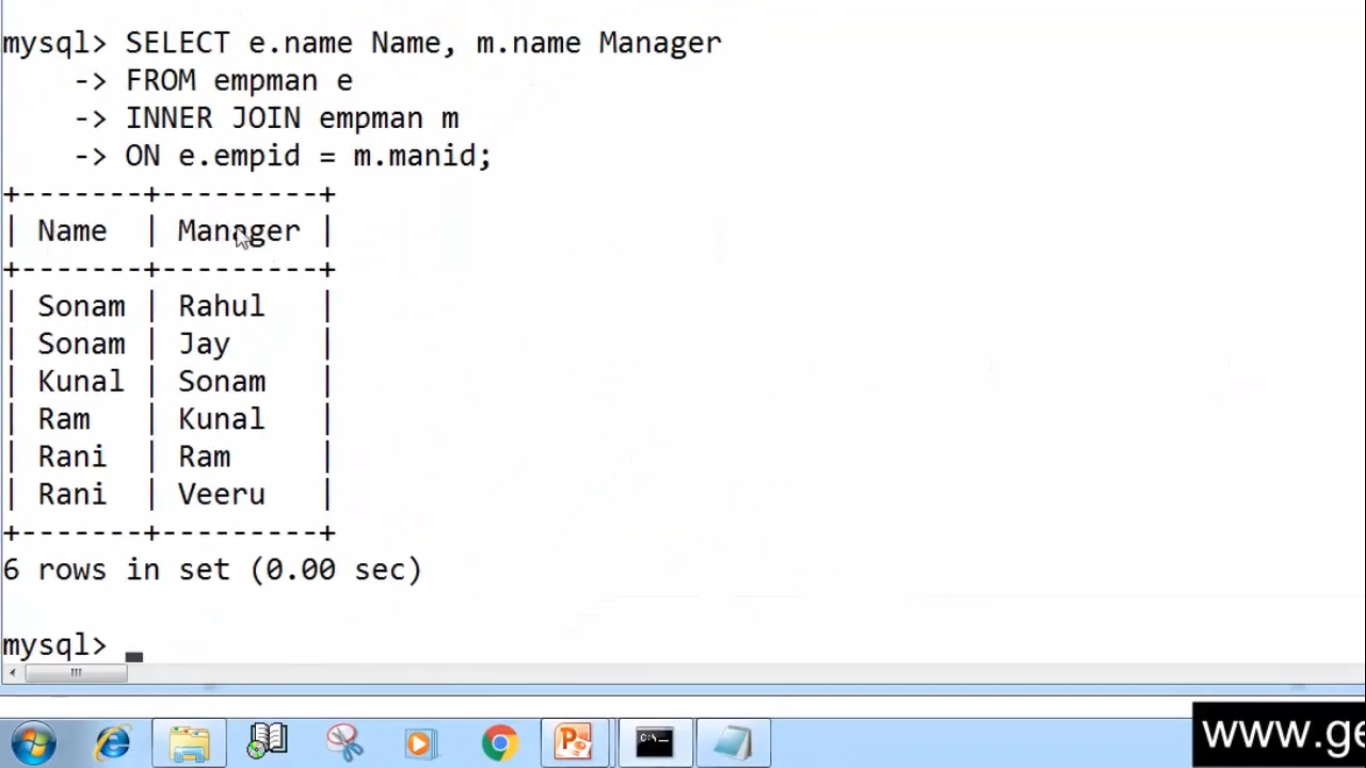 mysql> SELECT e.name Name, m.name Manager
    -> FROM empman e
    -> INNER JOIN empman m
    -> ON e.empid = m.manid;
+-------+---------+
| Name  | Manager |
+-------+---------+
| Sonam | Rahul   |
| Sonam | Jay     |
| Kunal | Sonam   |
| Ram   | Kunal   |
| Rani  | Ram     |
| Rani  | Veeru   |
+-------+---------+
6 rows in set (0.00 sec)
mysql>
C:\_
www.ge